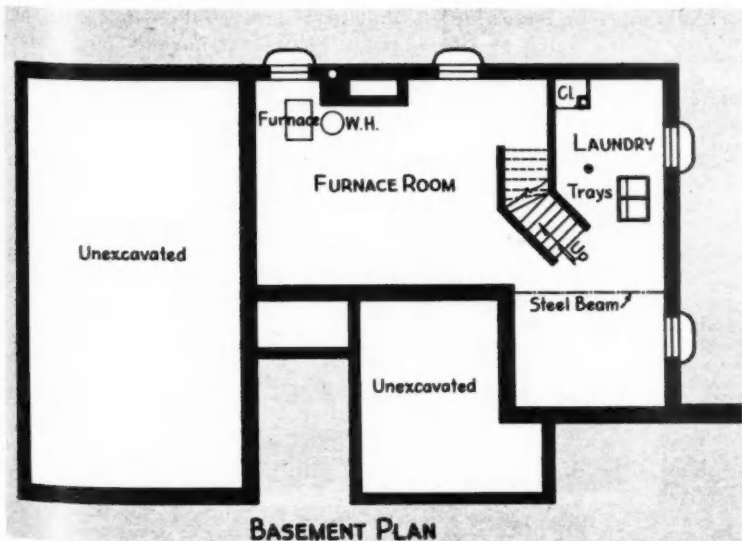 Cl.
Furnace
W.H.
LAUNDRY
FURNACE ROOM
Trays
Up
Unexcavated
Steel Beam
Unexcavated
BASEMENT PLAN